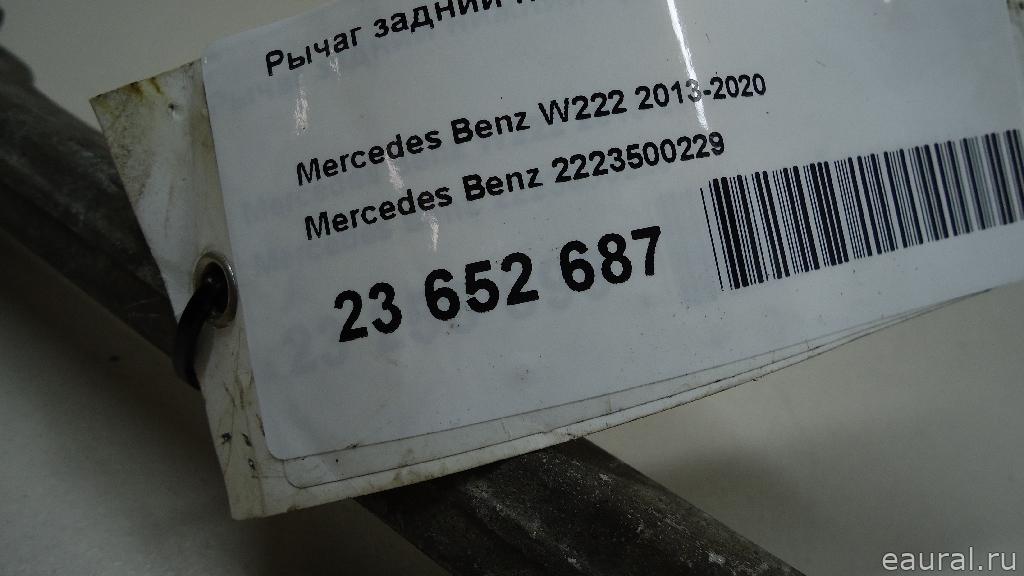 Рычаг задний
Mercedes Benz W222 2013-2020
Mercedes Benz 2223500229
23 652 687
eaural.ru